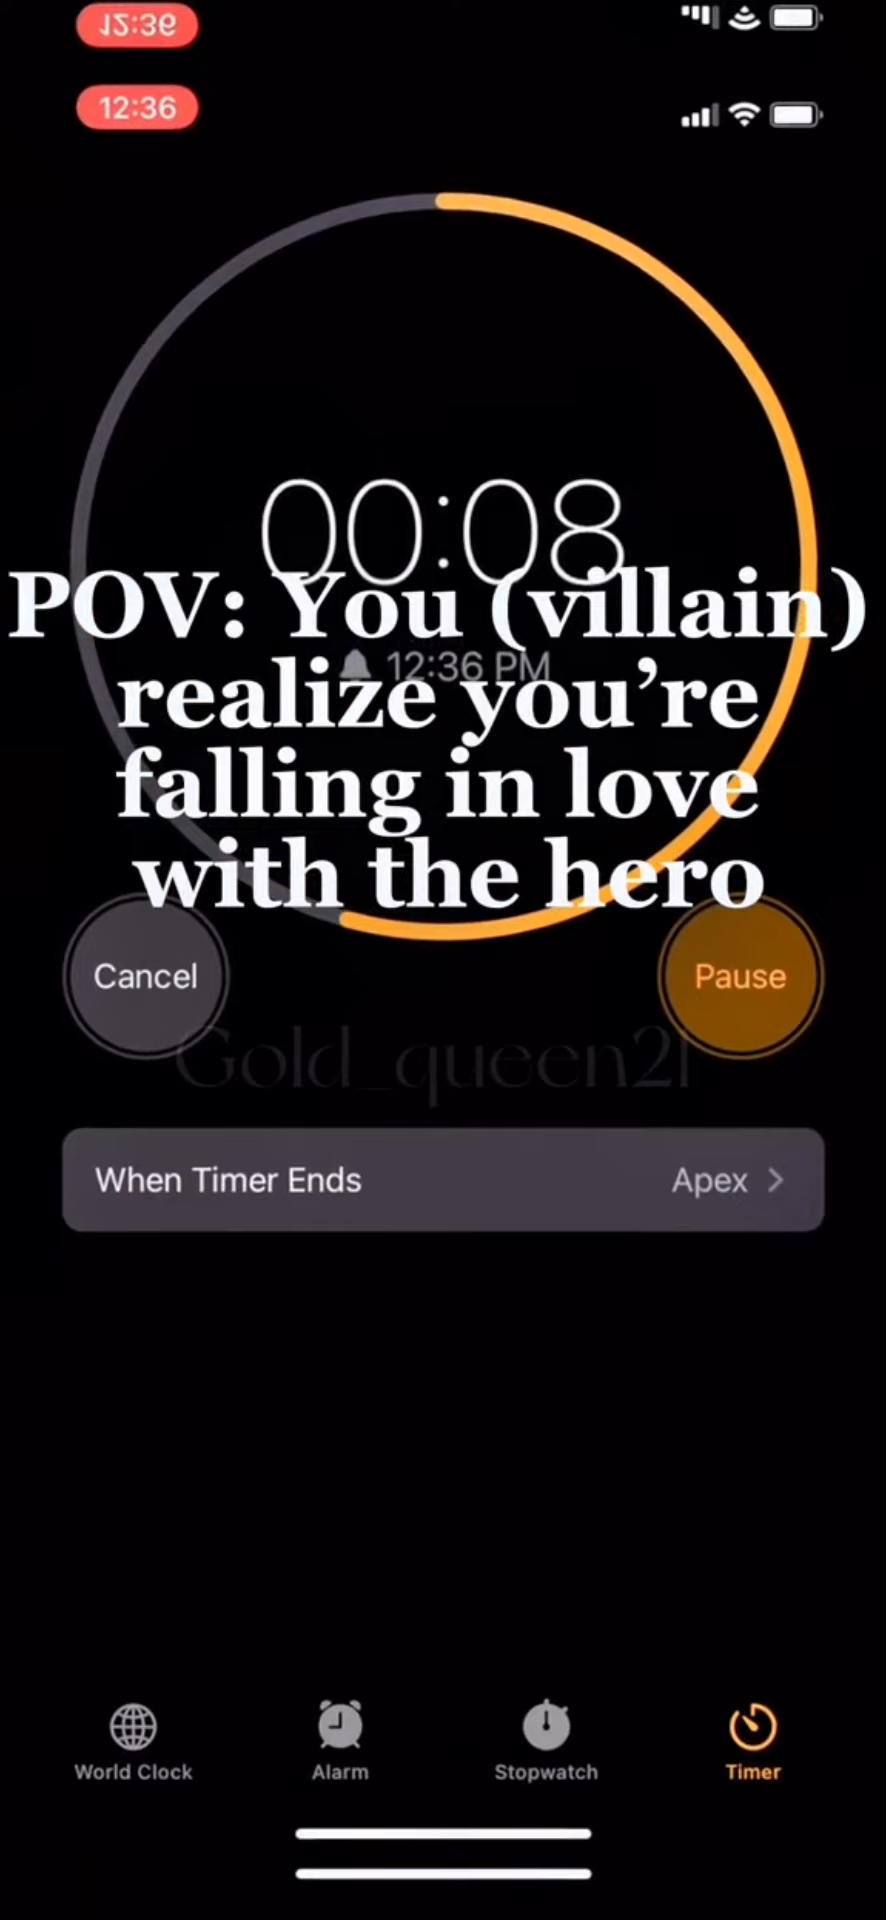 12:36
12:36
00:08
POV: You (villain)
12:36 PM
realize you’re
falling in love
with the hero
Cancel
Pause
Gold_queen21
When Timer Ends
Apex
World Clock
Alarm
Stopwatch
Timer